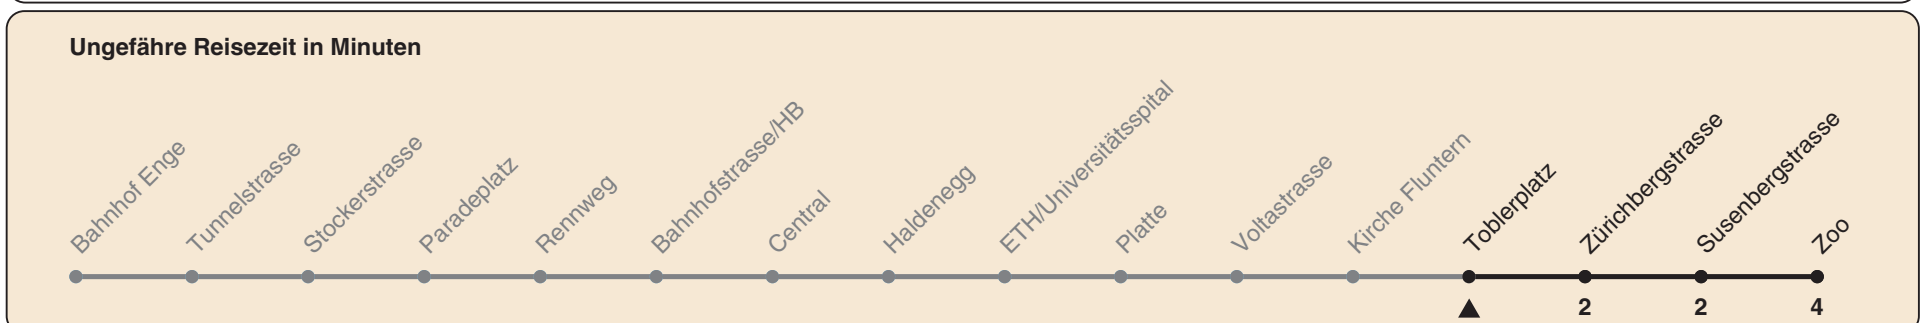 Ungefähre Reisezeit in Minuten
Bahnhof Enge
Tunnelstrasse
Stockerstrasse
Paradeplatz
Rennweg
Bahnhofstrasse/HB
Central
Haldenegg
ETH/Universitätsspital
Platte
Voltastrasse
Kirche Fluntern
Toblerplatz
Zürichbergstrasse
Susenbergstrasse
Zoo
2 2 4